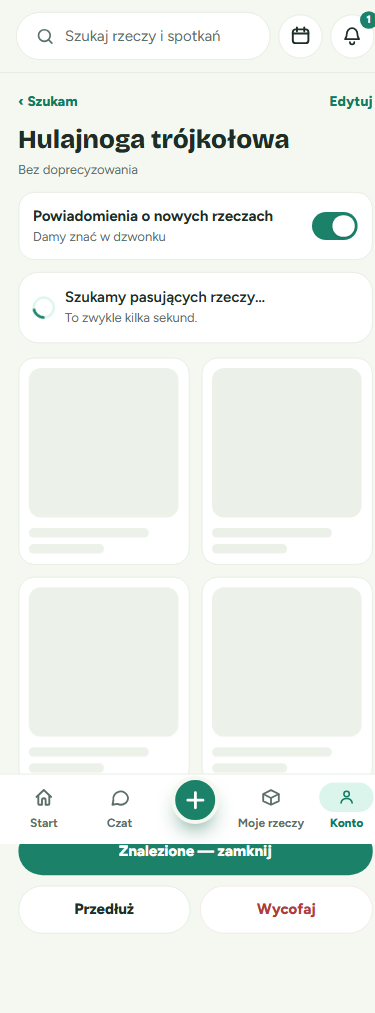 Szukaj rzeczy i spotkań
1
‹ Szukam
Edytuj
Hulajnoga trójkołowa
Bez doprecyzowania
Powiadomienia o nowych rzeczach
Damy znać w dzwonku
Szukamy pasujących rzeczy...
To zwykle kilka sekund.
Start
Czat
Moje rzeczy
Konto
Znalezione — zamknij
Przedłuż
Wycofaj